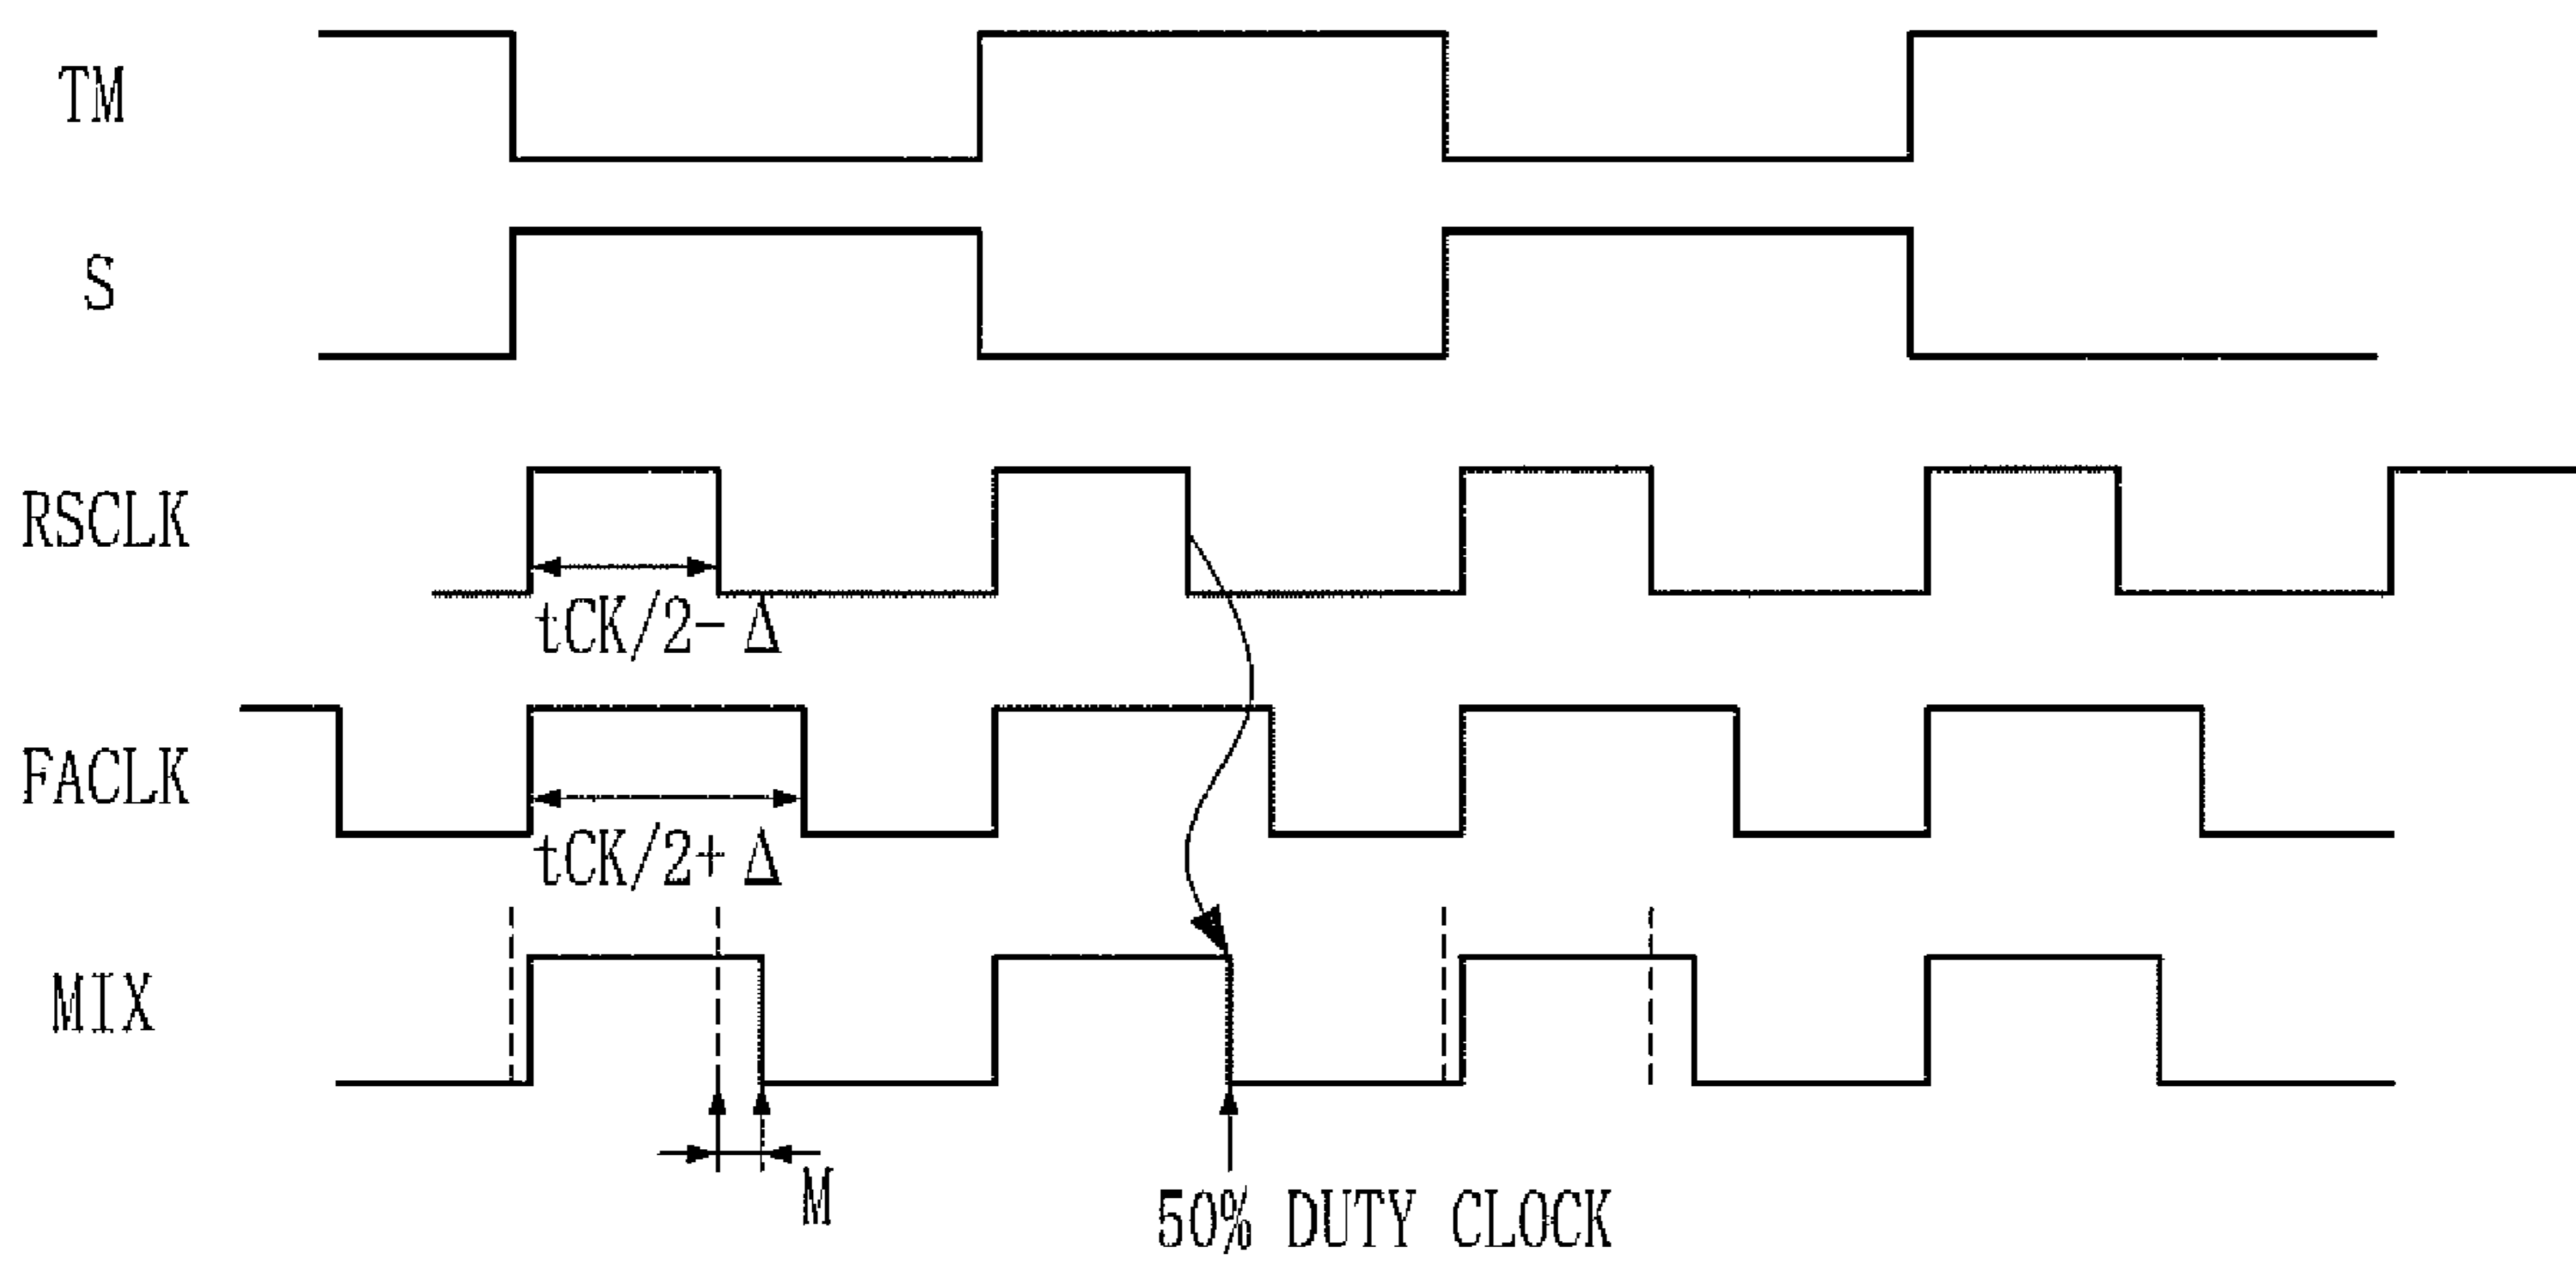 TM
S
RSCLK
tCK/2- Δ
FACLK
tCK/2+ Δ
MIX
M
50% DUTY CLOCK